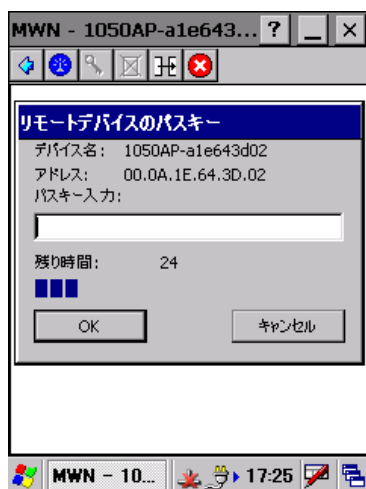 MWN - 1050AP-a1e643... ? _ ×
リモートデバイスのパスキー
デバイス名: 1050AP-a1e643d02
アドレス: 00.0A.1E.64.3D.02
パスキー入力:
残り時間: 24
OK キャンセル
MWN - 10... 17:25